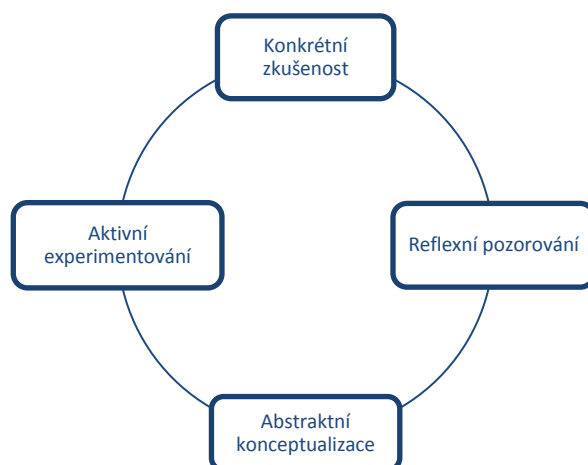 Konkrétní
zkušenost
Aktivní
experimentování
Reflexní pozorování
Abstraktní
konceptualizace